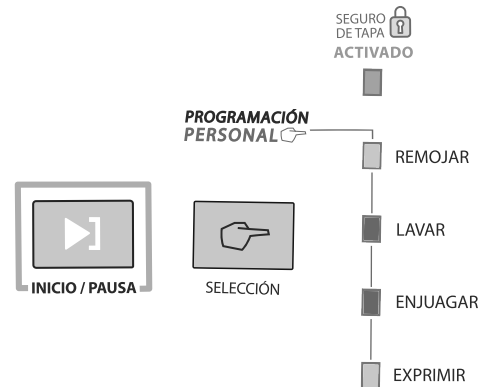 SEGURO
DE TAPA
ACTIVADO
PROGRAMACIÓN
PERSONAL
REMOJAR
LAVAR
INICIO / PAUSA
SELECCIÓN
ENJUAGAR
EXPRIMIR